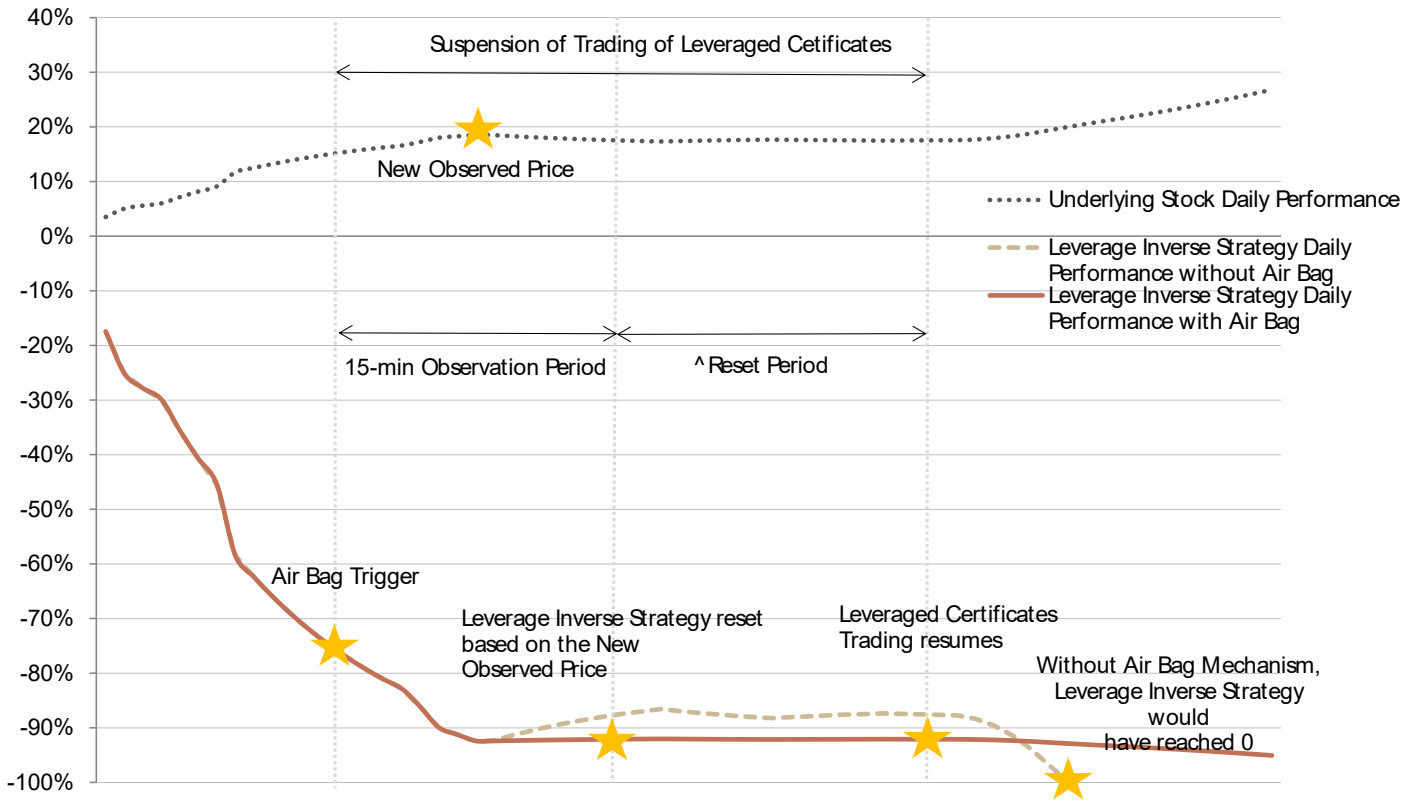 40%
Suspension of Trading of Leveraged Cetificates
30%
20%
New Observed Price
10%
Underlying Stock Daily Performance
0%
Leverage Inverse Strategy Daily
Performance without Air Bag
-10%
Leverage Inverse Strategy Daily
Performance with Air Bag
-20%
15-min Observation Period
^ Reset Period
-30%
-40%
-50%
-60%
Air Bag Trigger
-70%
Leverage Inverse Strategy reset
based on the New
Observed Price
Leveraged Certificates
Trading resumes
-80%
Without Air Bag Mechanism,
Leverage Inverse Strategy
would
have reached 0
-90%
-100%